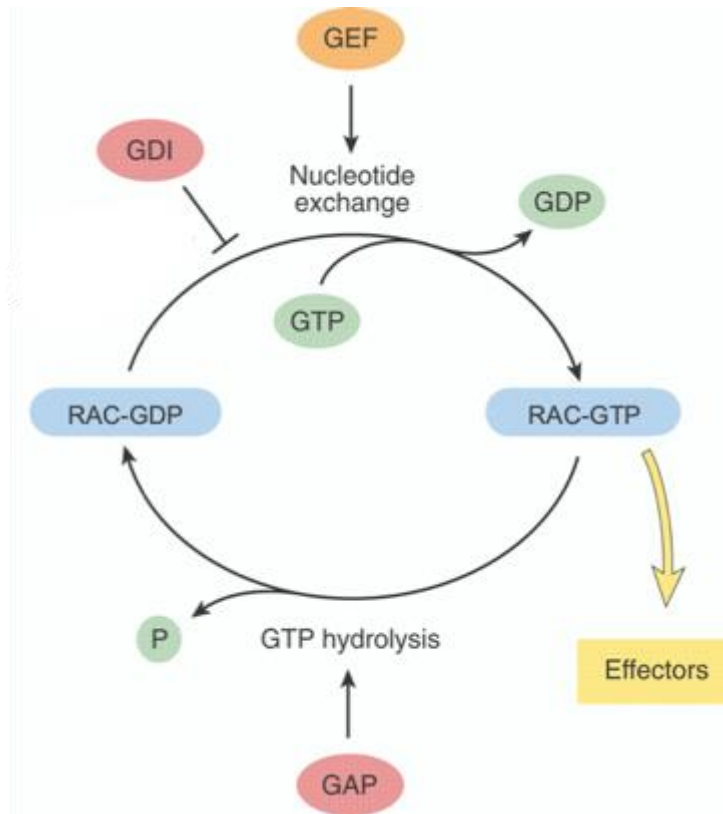 GEF
GDI
Nucleotide
exchange
GDP
GTP
RAC-GDP
RAC-GTP
P
GTP hydrolysis
Effectors
GAP